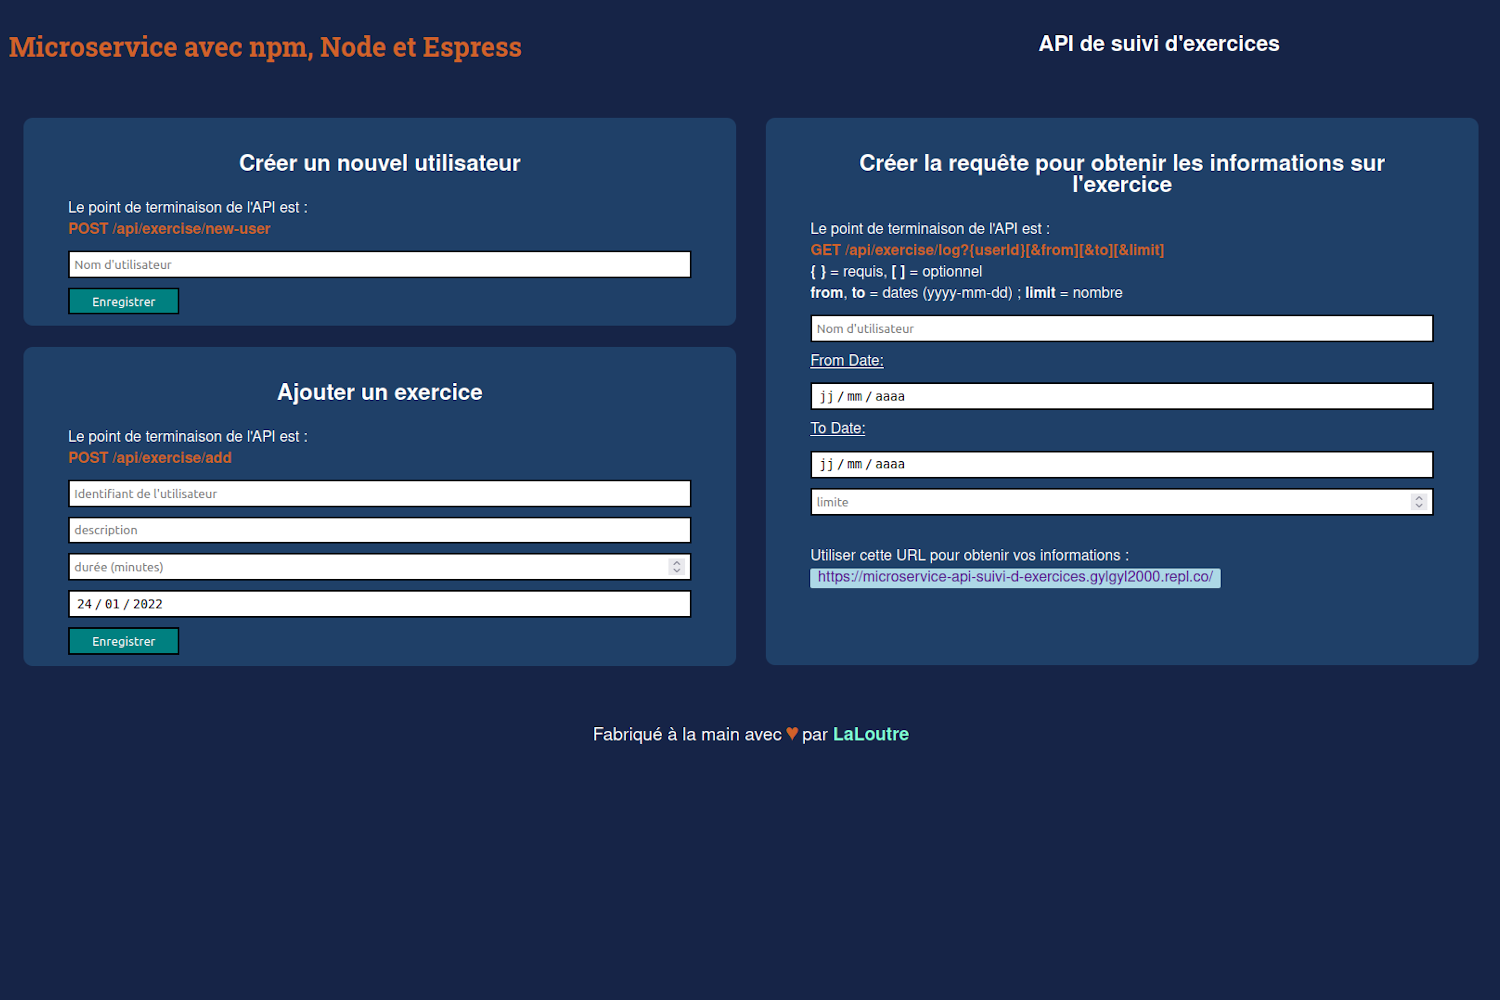 Microservice avec npm, Node et Espress
API de suivi d'exercices
Créer un nouvel utilisateur
Le point de terminaison de l'API est :
POST /api/exercise/new-user
Nom d'utilisateur
Enregistrer
Ajouter un exercice
Le point de terminaison de l'API est :
POST /api/exercise/add
Identifiant de l'utilisateur
description
durée (minutes)
24 / 01 / 2022
Enregistrer
Créer la requête pour obtenir les informations sur
l'exercice
Le point de terminaison de l'API est :
GET /api/exercise/log?{userId}[&from][&to][&limit]
{ } = requis, [ ] = optionnel
from, to = dates (yyyy-mm-dd) ; limit = nombre
Nom d'utilisateur
From Date:
jj / mm / aaaa
To Date:
jj / mm / aaaa
limite
Utiliser cette URL pour obtenir vos informations :
https://microservice-api-suivi-d-exercices.gylgyl2000.repl.co/
Fabriqué à la main avec ♥ par LaLoutre